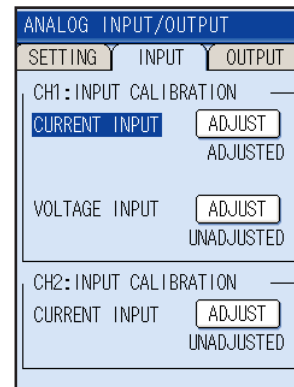 ANALOG INPUT/OUTPUT
SETTING INPUT OUTPUT
CH1:INPUT CALIBRATION
CURRENT INPUT ADJUST
ADJUSTED
VOLTAGE INPUT ADJUST
UNADJUSTED
CH2:INPUT CALIBRATION
CURRENT INPUT ADJUST
UNADJUSTED